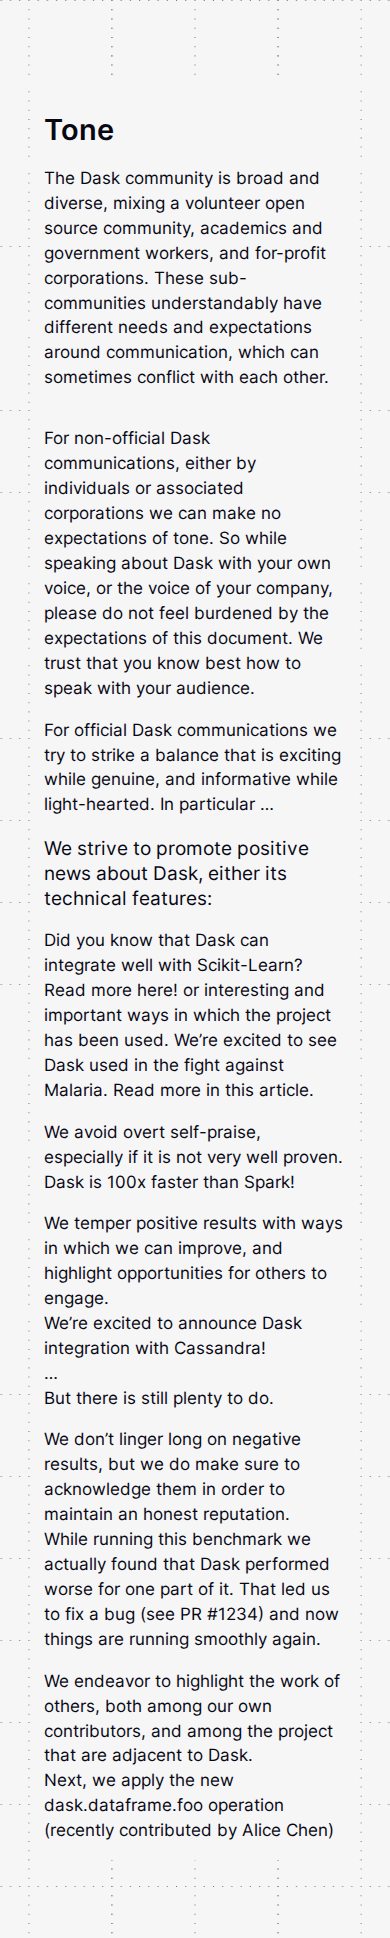 Tone
The Dask community is broad and
diverse, mixing a volunteer open
source community, academics and
government workers, and for-profit
corporations. These sub-
communities understandably have
different needs and expectations
around communication, which can
sometimes conflict with each other.
For non-official Dask
communications, either by
individuals or associated
corporations we can make no
expectations of tone. So while
speaking about Dask with your own
voice, or the voice of your company,
please do not feel burdened by the
expectations of this document. We
trust that you know best how to
speak with your audience.
For official Dask communications we
try to strike a balance that is exciting
while genuine, and informative while
light-hearted. In particular ...
We strive to promote positive
news about Dask, either its
technical features:
Did you know that Dask can
integrate well with Scikit-Learn?
Read more here! or interesting and
important ways in which the project
has been used. We’re excited to see
Dask used in the fight against
Malaria. Read more in this article.
We avoid overt self-praise,
especially if it is not very well proven.
Dask is 100x faster than Spark!
We temper positive results with ways
in which we can improve, and
highlight opportunities for others to
engage.
We’re excited to announce Dask
integration with Cassandra!
...
But there is still plenty to do.
We don’t linger long on negative
results, but we do make sure to
acknowledge them in order to
maintain an honest reputation.
While running this benchmark we
actually found that Dask performed
worse for one part of it. That led us
to fix a bug (see PR #1234) and now
things are running smoothly again.
We endeavor to highlight the work of
others, both among our own
contributors, and among the project
that are adjacent to Dask.
Next, we apply the new
dask.dataframe.foo operation
(recently contributed by Alice Chen)